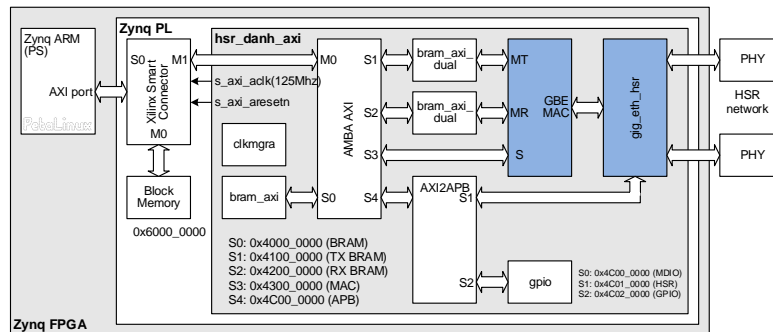 Zynq PL
Zynq ARM
(PS)
hsr_danh_axi
S0
M1
M0
S1
bram_axi_
dual
MT
PHY
AXI port
Xilinx Smart
Connector
s_axi_aclk(125Mhz)
HSR
network
PetaLinux
s_axi_aresetn
S2
bram_axi_
dual
MR
GBE
MAC
gig_eth_hsr
M0
AMBA AXI
clkmgra
S3
S
PHY
Block
Memory
bram_axi
S0
S4
AXI2APB
S1
0x6000_0000
S0: 0x4000_0000 (BRAM)
S1: 0x4100_0000 (TX BRAM)
S2: 0x4200_0000 (RX BRAM)
S3: 0x4300_0000 (MAC)
S4: 0x4C00_0000 (APB)
S2
gpio
S0: 0x4C00_0000 (MDIO)
S1: 0x4C01_0000 (HSR)
S2: 0x4C02_0000 (GPIO)
Zynq FPGA